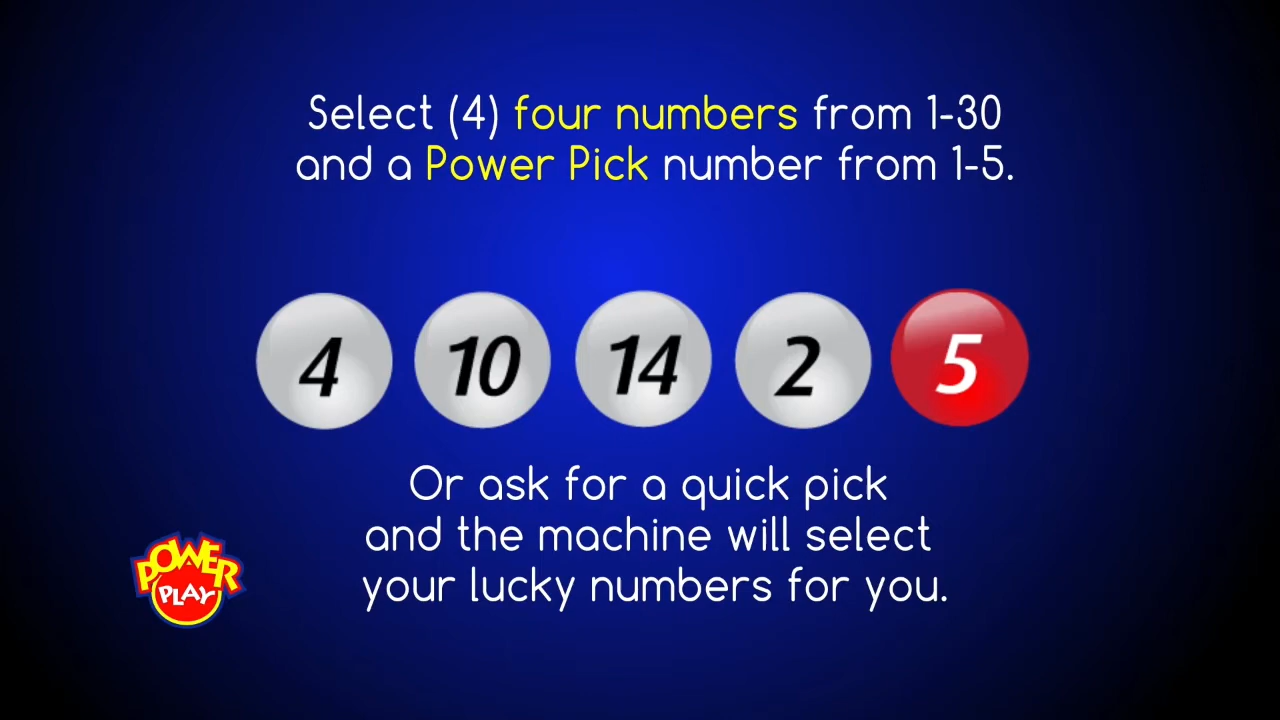 Select (4) four numbers from 1-30
and a Power Pick number from 1-5.
4 10 14 2 5
Or ask for a quick pick
and the machine will select
your lucky numbers for you.
POWER
PLAY